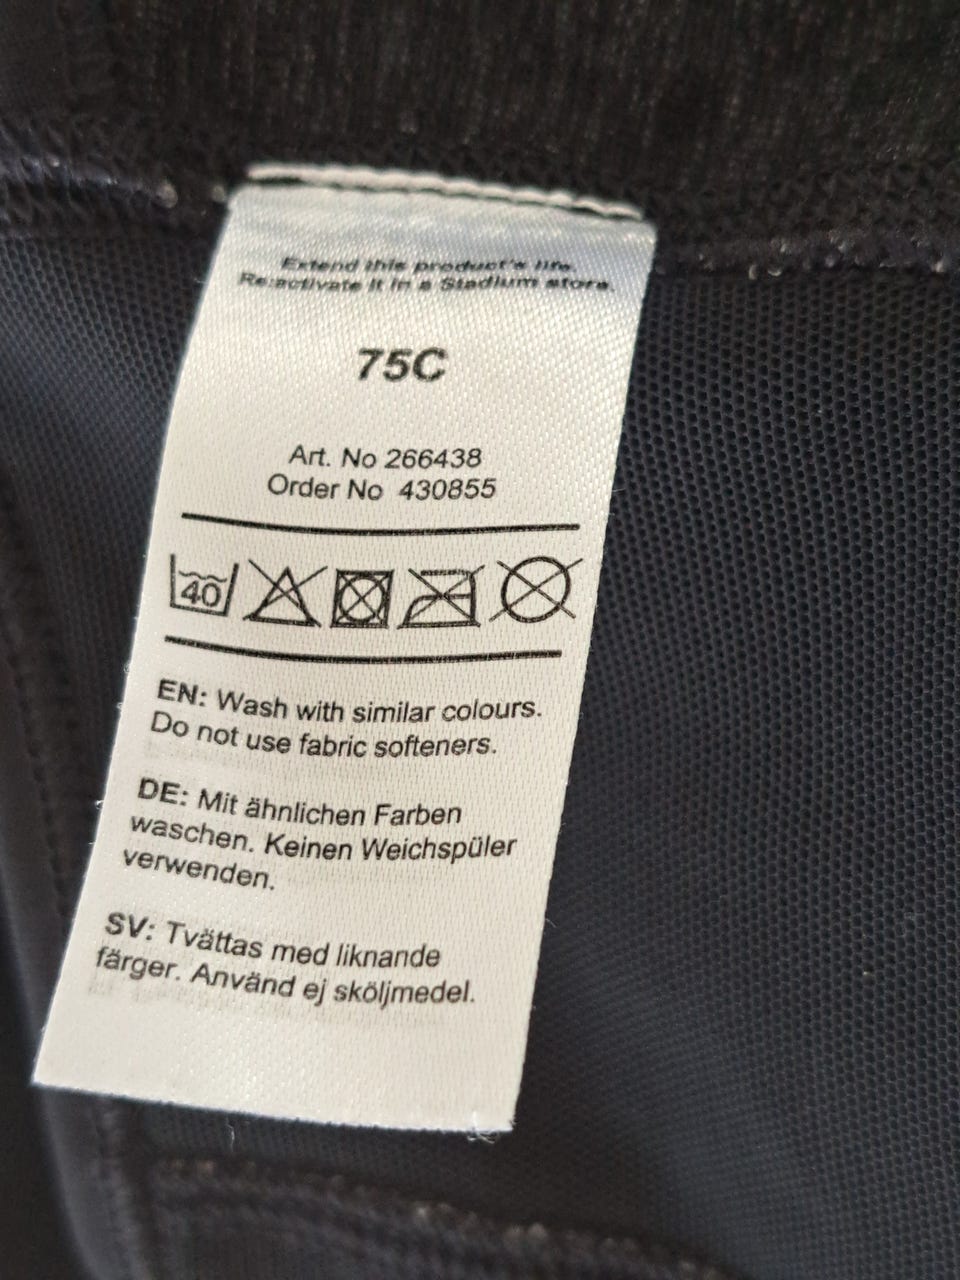 Extend this product's life.
Re:activate it in a Stadium store.
75C
Art. No 266438
Order No 430855
40
EN: Wash with similar colours.
Do not use fabric softeners.
DE: Mit ähnlichen Farben
waschen. Keinen Weichspüler
verwenden.
SV: Tvättas med liknande
färger. Använd ej sköljmedel.